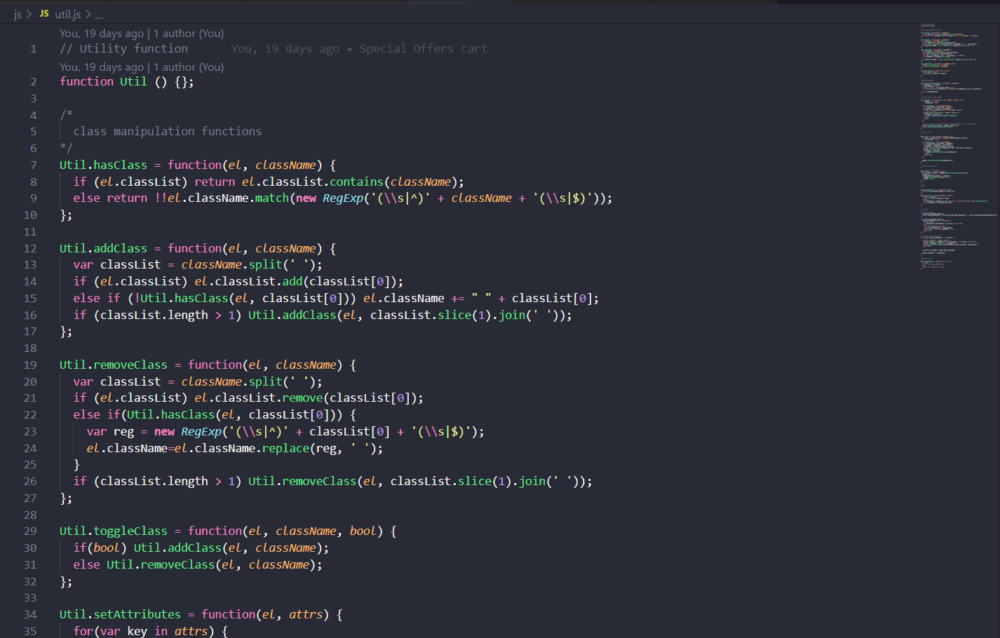 js > JS util.js > ...
You, 19 days ago | 1 author (You)
1 // Utility function You, 19 days ago • Special Offers cart
You, 19 days ago | 1 author (You)
2 function Util () {};
3
4 /*
5 class manipulation functions
6 */
7 Util.hasClass = function(el, className) {
8 if (el.classList) return el.classList.contains(className);
9 else return !!el.className.match(new RegExp('(\\s|^)' + className + '(\\s|$)'));
10 };
11
12 Util.addClass = function(el, className) {
13 var classList = className.split(' ');
14 if (el.classList) el.classList.add(classList[0]);
15 else if (!Util.hasClass(el, classList[0])) el.className += " " + classList[0];
16 if (classList.length > 1) Util.addClass(el, classList.slice(1).join(' '));
17 };
18
19 Util.removeClass = function(el, className) {
20 var classList = className.split(' ');
21 if (el.classList) el.classList.remove(classList[0]);
22 else if(Util.hasClass(el, classList[0])) {
23 var reg = new RegExp('(\\s|^)' + classList[0] + '(\\s|$)');
24 el.className=el.className.replace(reg, ' ');
25 }
26 if (classList.length > 1) Util.removeClass(el, classList.slice(1).join(' '));
27 };
28
29 Util.toggleClass = function(el, className, bool) {
30 if(bool) Util.addClass(el, className);
31 else Util.removeClass(el, className);
32 };
33
34 Util.setAttributes = function(el, attrs) {
35 for(var key in attrs) {